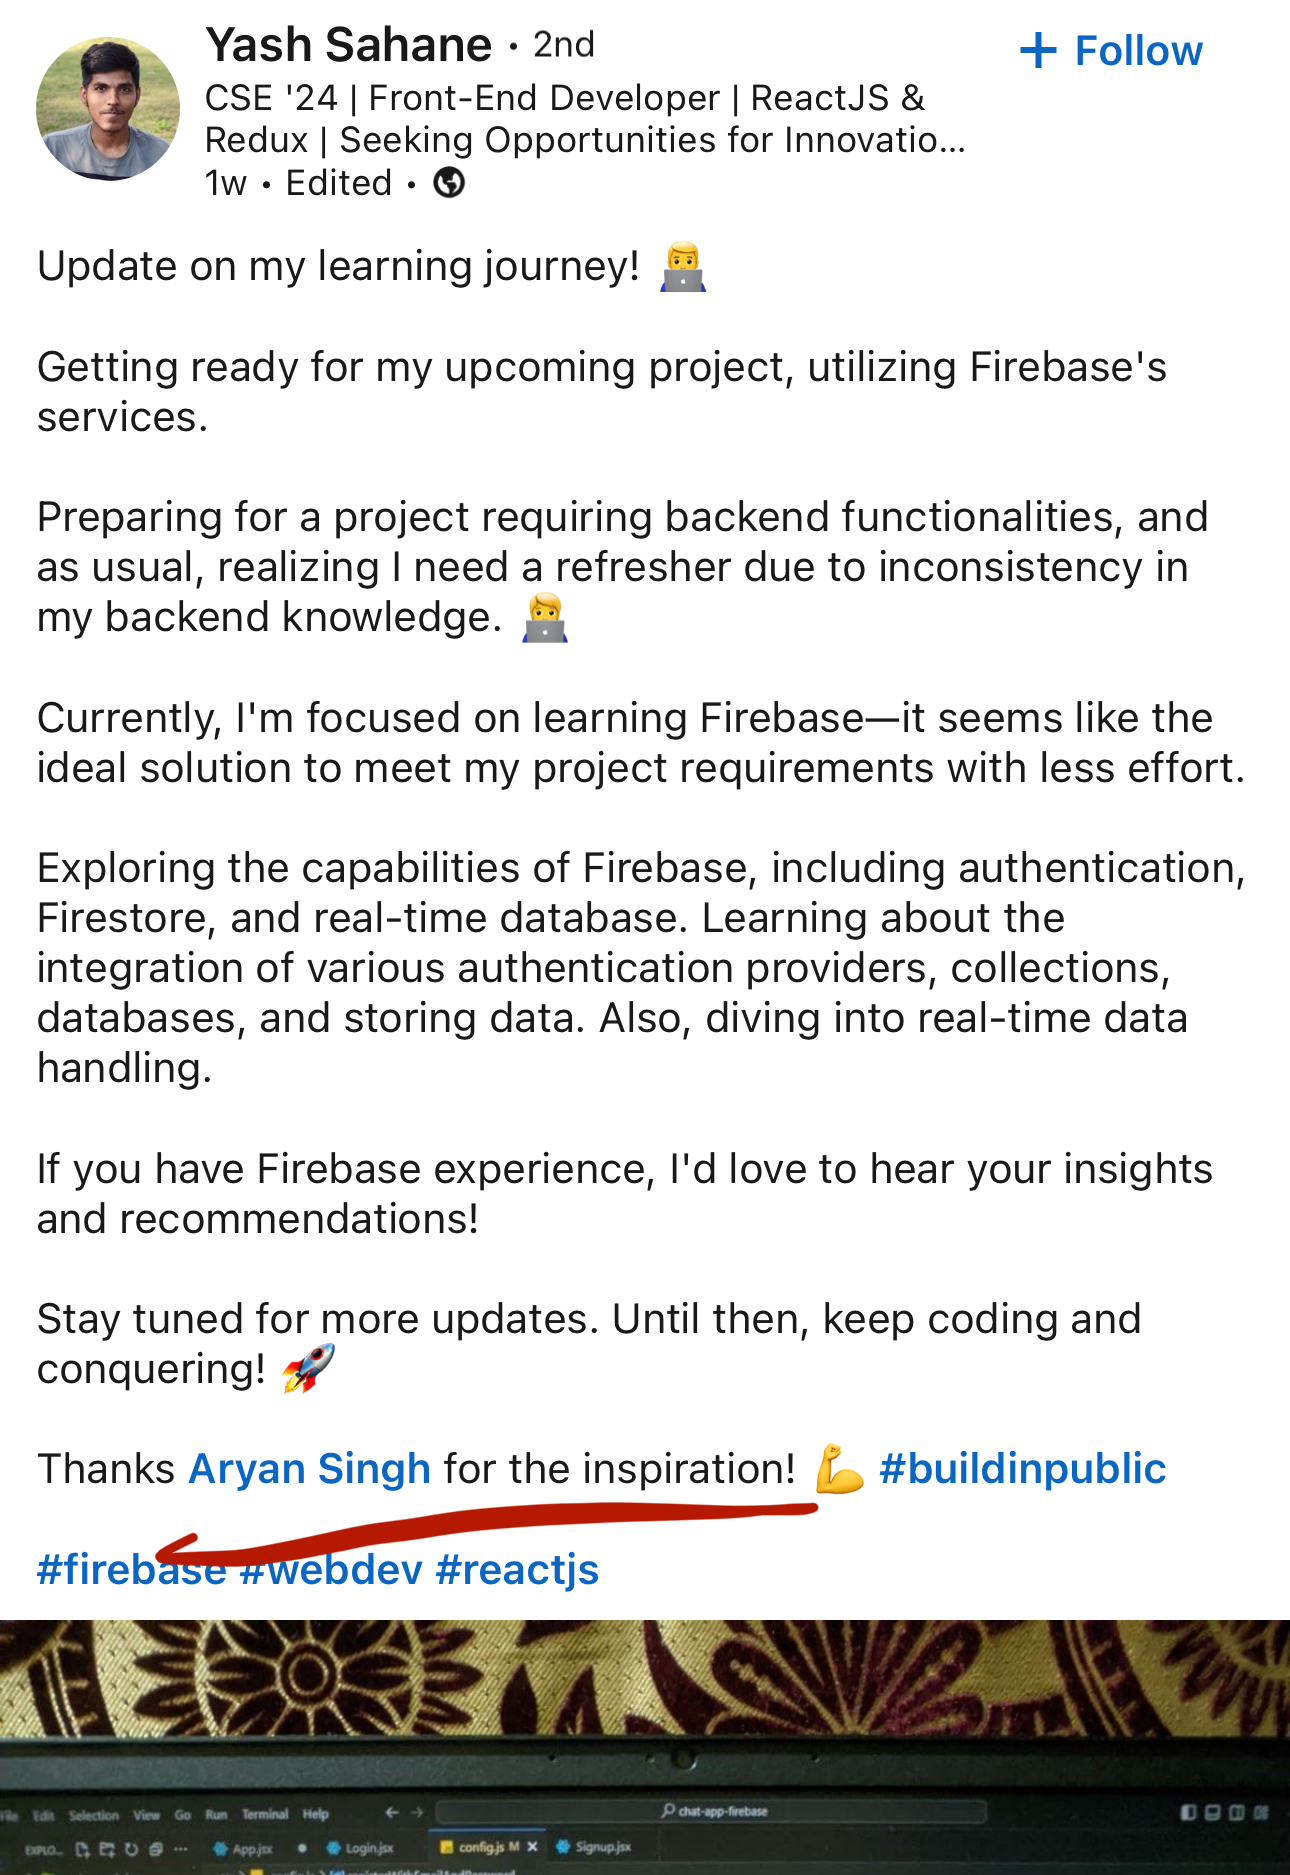 Yash Sahane · 2nd
+ Follow
CSE '24 | Front-End Developer | ReactJS &
Redux | Seeking Opportunities for Innovatio...
1w • Edited •
Update on my learning journey! 👨‍💻
Getting ready for my upcoming project, utilizing Firebase's
services.
Preparing for a project requiring backend functionalities, and
as usual, realizing I need a refresher due to inconsistency in
my backend knowledge. 👨‍💻
Currently, I'm focused on learning Firebase—it seems like the
ideal solution to meet my project requirements with less effort.
Exploring the capabilities of Firebase, including authentication,
Firestore, and real-time database. Learning about the
integration of various authentication providers, collections,
databases, and storing data. Also, diving into real-time data
handling.
If you have Firebase experience, I'd love to hear your insights
and recommendations!
Stay tuned for more updates. Until then, keep coding and
conquering! 🚀
Thanks Aryan Singh for the inspiration! 💪 #buildinpublic
#firebase #webdev #reactjs
File Edit Selection View Go Run Terminal Help
chat-app-firebase
EXPLO... App.jsx Login.jsx config.js M Signup.jsx